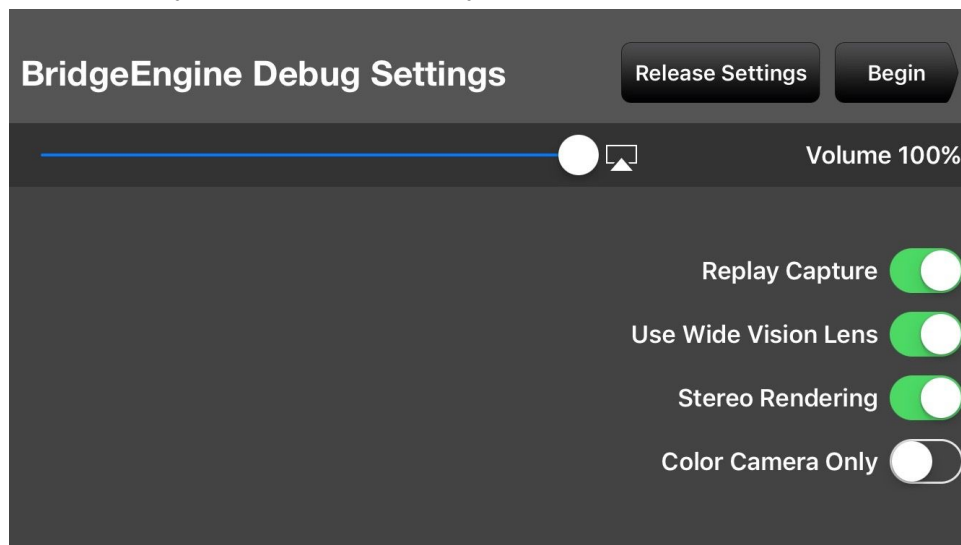 BridgeEngine Debug Settings
Release Settings
Begin
Volume 100%
Replay Capture
Use Wide Vision Lens
Stereo Rendering
Color Camera Only